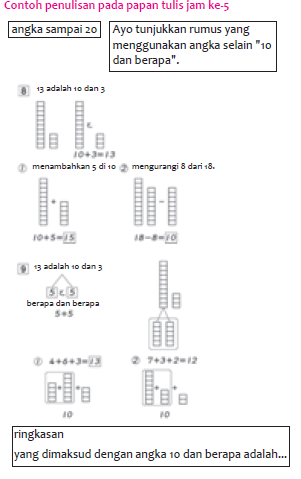 Contoh penulisan pada papan tulis jam ke-5
angka sampai 20
Ayo tunjukkan rumus yang
menggunakan angka selain "10
dan berapa".
8 13 adalah 10 dan 3
10+3=13
① menambahkan 5 di 10 ② mengurangi 8 dari 18.
10+5=15 18-8=10
9 13 adalah 10 dan 3
5 5
berapa dan berapa
5+5
① 4+6+3=13 ② 7+3+2=12
10 10
ringkasan
yang dimaksud dengan angka 10 dan berapa adalah...